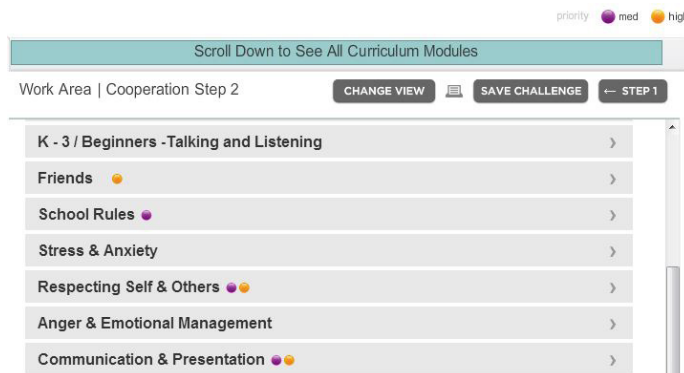 priority med hig
Scroll Down to See All Curriculum Modules
Work Area | Cooperation Step 2 CHANGE VIEW SAVE CHALLENGE ← STEP 1
K - 3 / Beginners -Talking and Listening
Friends
School Rules
Stress & Anxiety
Respecting Self & Others
Anger & Emotional Management
Communication & Presentation